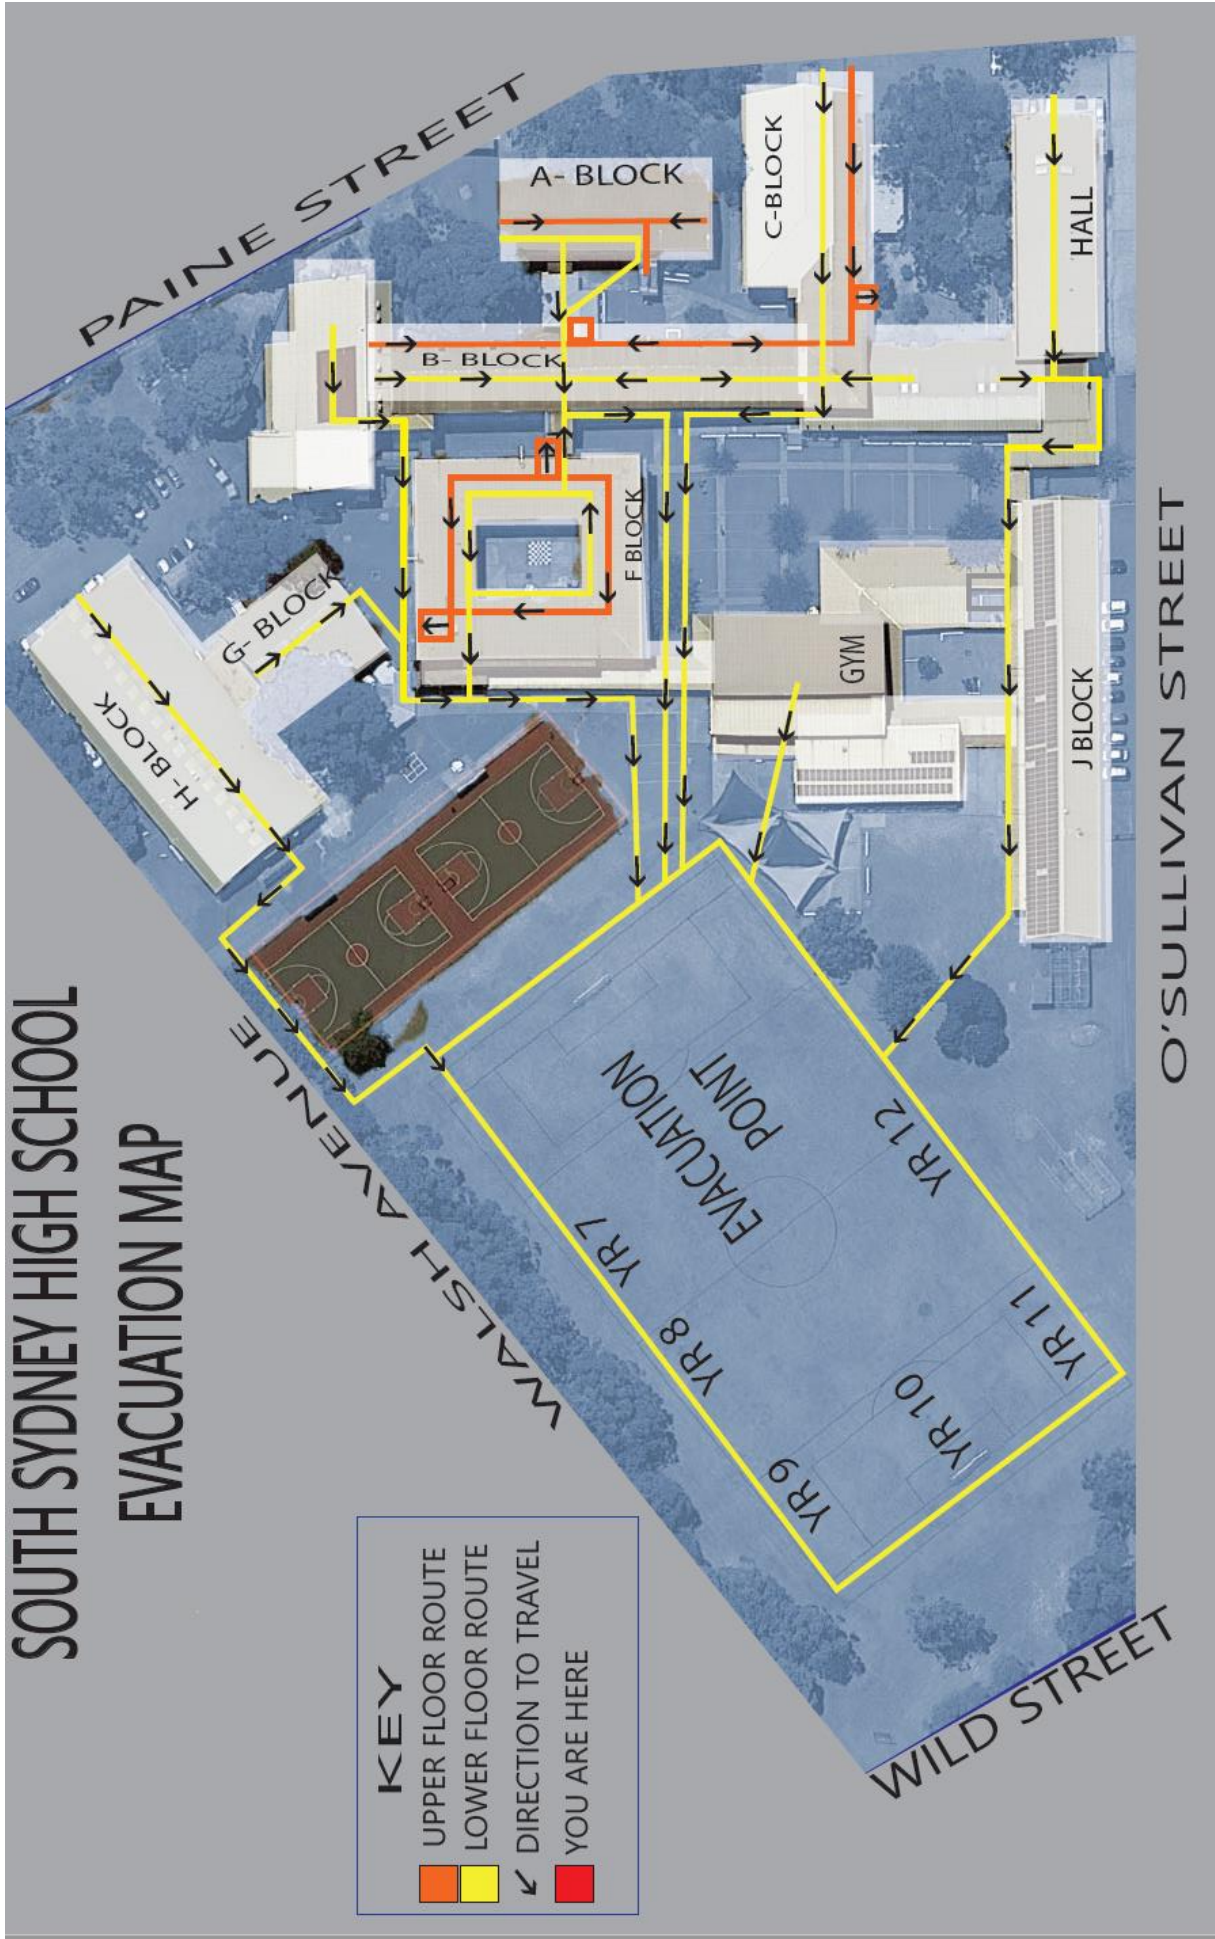 SOUTH SYDNEY HIGH SCHOOL
EVACUATION MAP
PAINE STREET
A- BLOCK
C-BLOCK
HALL
B- BLOCK
F BLOCK
G- BLOCK
H- BLOCK
GYM
J BLOCK
O'SULLIVAN STREET
WALSH AVENUE
EVACUATION
POINT
YR 7
YR 8
YR 9
YR 10
YR 11
YR 12
WILD STREET
KEY
UPPER FLOOR ROUTE
LOWER FLOOR ROUTE
DIRECTION TO TRAVEL
YOU ARE HERE